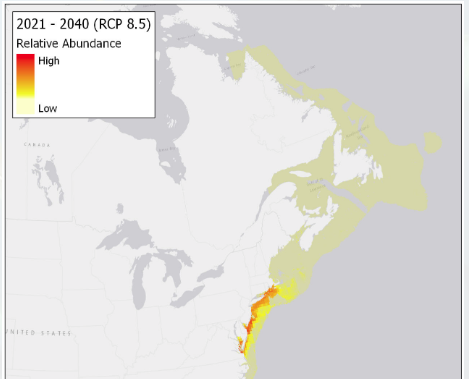 2021 - 2040 (RCP 8.5)
Relative Abundance
High
Low
CANADA
UNITED STATES